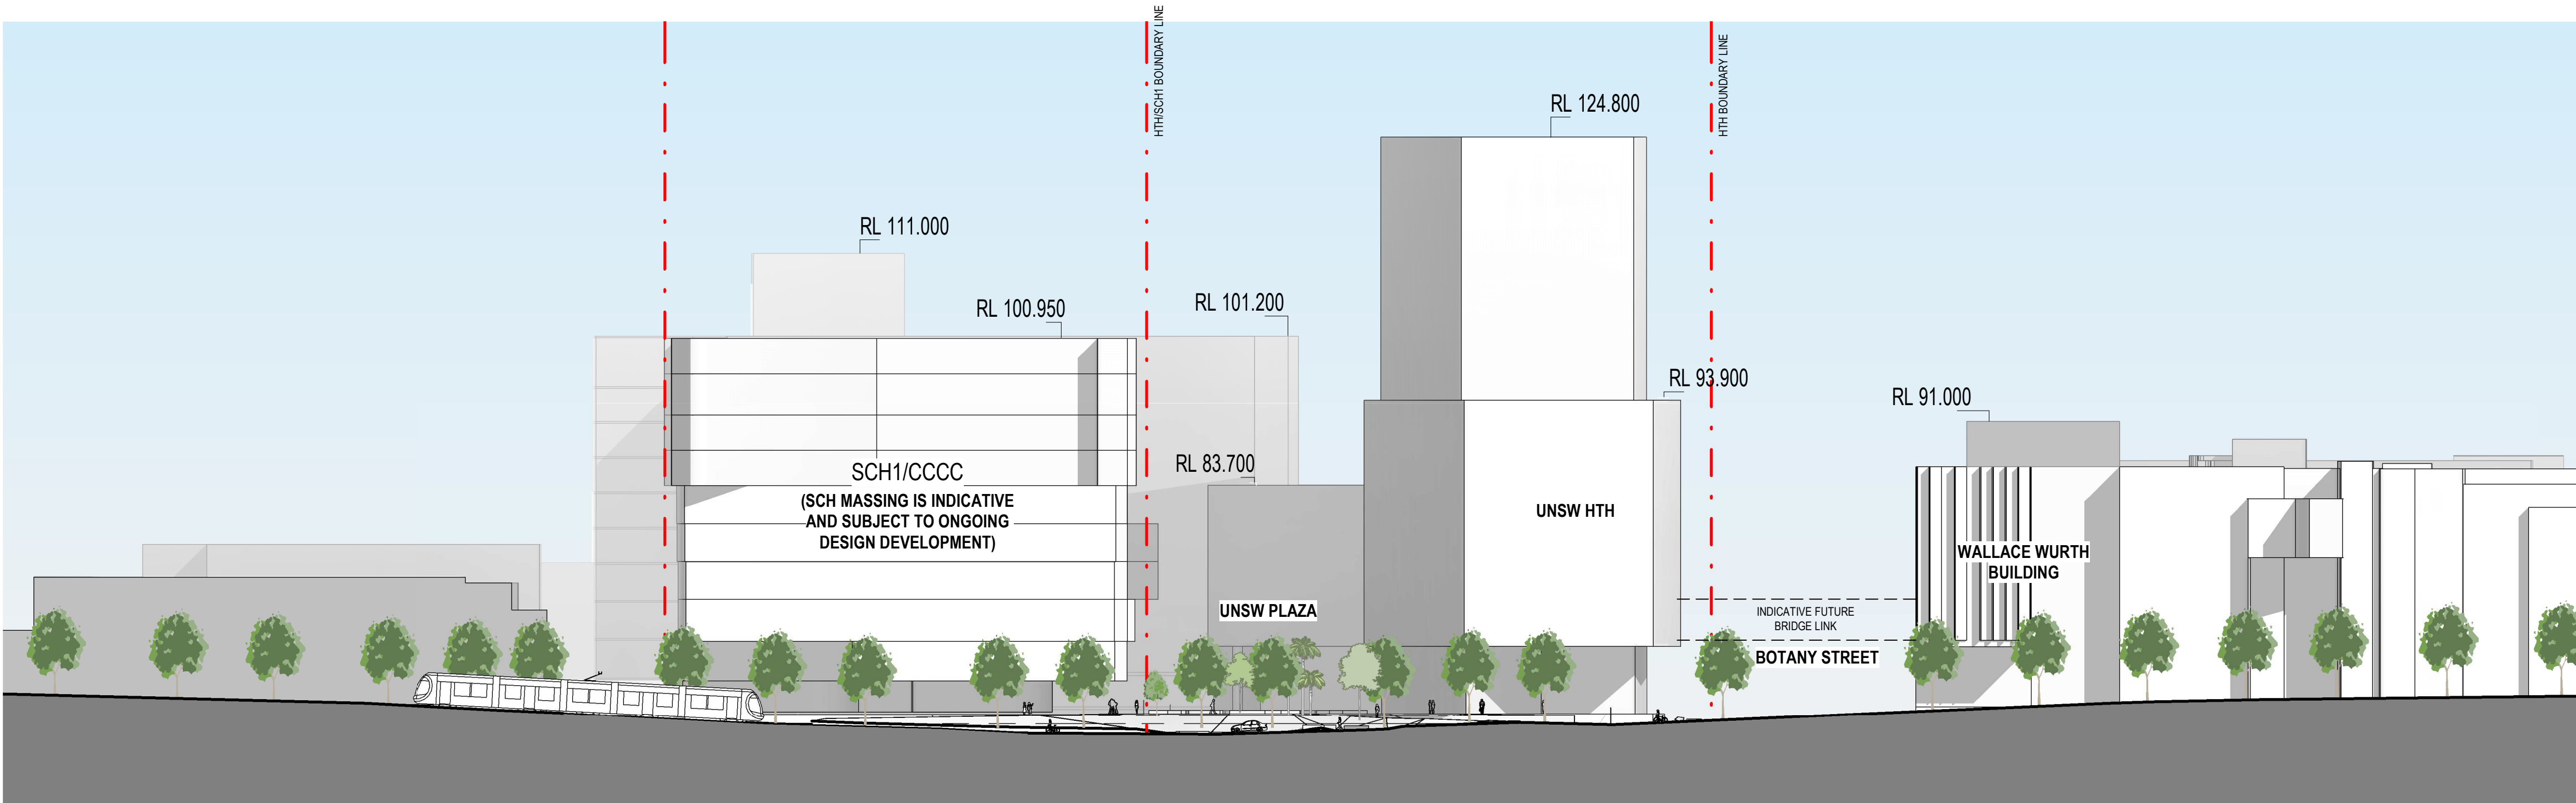 HTH/SCH1 BOUNDARY LINE
HTH BOUNDARY LINE
RL 124.800
RL 111.000
RL 100.950
RL 101.200
RL 93.900
RL 91.000
RL 83.700
SCH1/CCCC
(SCH MASSING IS INDICATIVE
AND SUBJECT TO ONGOING
DESIGN DEVELOPMENT)
UNSW HTH
WALLACE WURTH
BUILDING
UNSW PLAZA
INDICATIVE FUTURE
BRIDGE LINK
BOTANY STREET